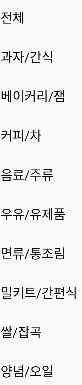 전체
과자/간식
베이커리/잼
커피/차
음료/주류
우유/유제품
면류/통조림
밀키트/간편식
쌀/잡곡
양념/오일